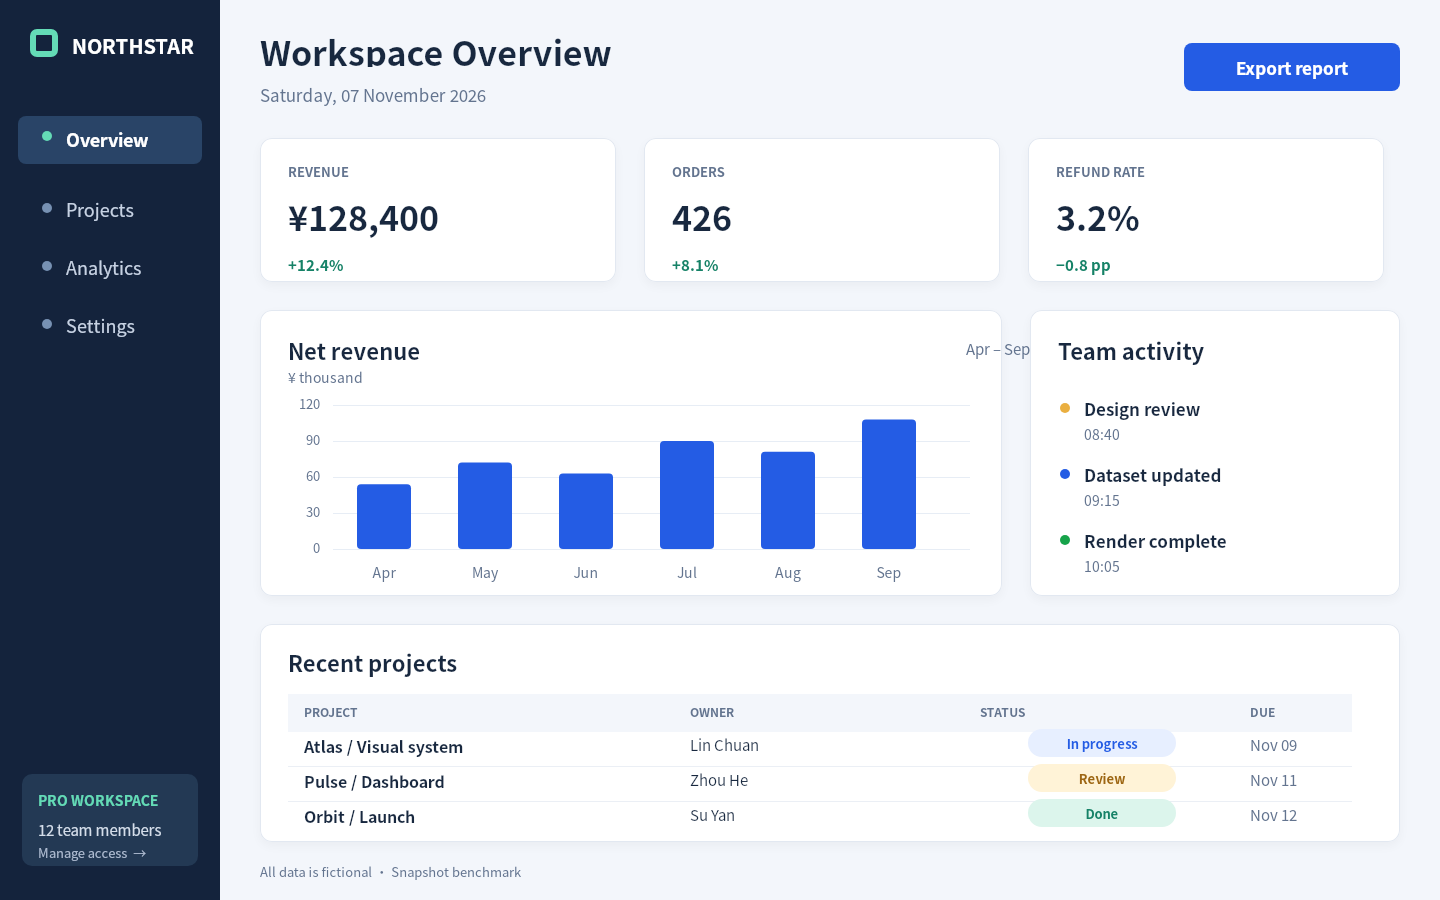 NORTHSTAR
Overview
Projects
Analytics
Settings
PRO WORKSPACE
12 team members
Manage access →
Workspace Overview
Saturday, 07 November 2026
Export report
REVENUE
¥128,400
+12.4%
ORDERS
426
+8.1%
REFUND RATE
3.2%
−0.8 pp
Net revenue
Apr – Sep
¥ thousand
120
90
60
30
0
Apr May Jun Jul Aug Sep
Team activity
Design review
08:40
Dataset updated
09:15
Render complete
10:05
Recent projects
PROJECT OWNER STATUS DUE
Atlas / Visual system Lin Chuan In progress Nov 09
Pulse / Dashboard Zhou He Review Nov 11
Orbit / Launch Su Yan Done Nov 12
All data is fictional • Snapshot benchmark